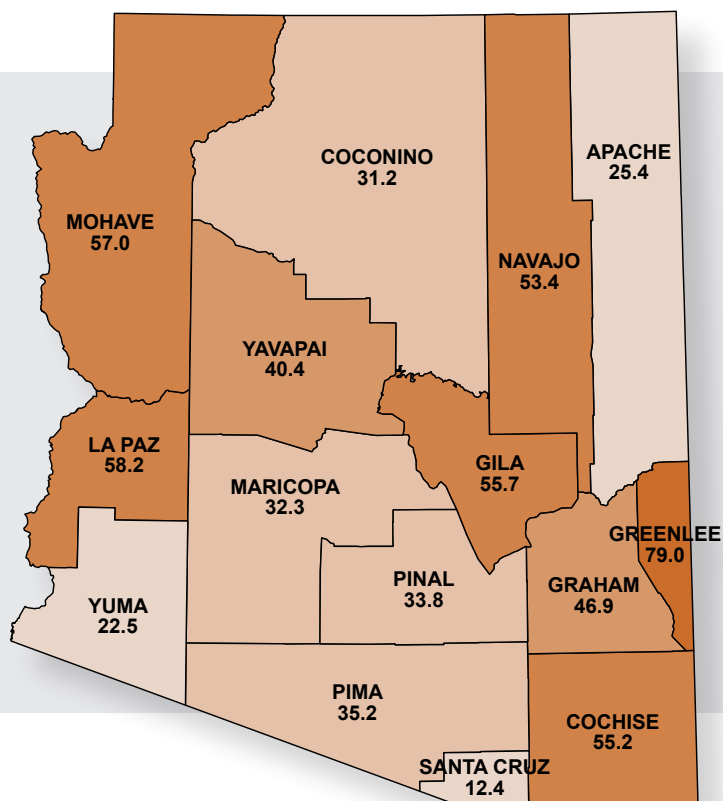 COCONINO
31.2
APACHE
25.4
MOHAVE
57.0
NAVAJO
53.4
YAVAPAI
40.4
LA PAZ
58.2
GILA
55.7
MARICOPA
32.3
GREENLEE
79.0
PINAL
33.8
GRAHAM
46.9
YUMA
22.5
PIMA
35.2
COCHISE
55.2
SANTA CRUZ
12.4